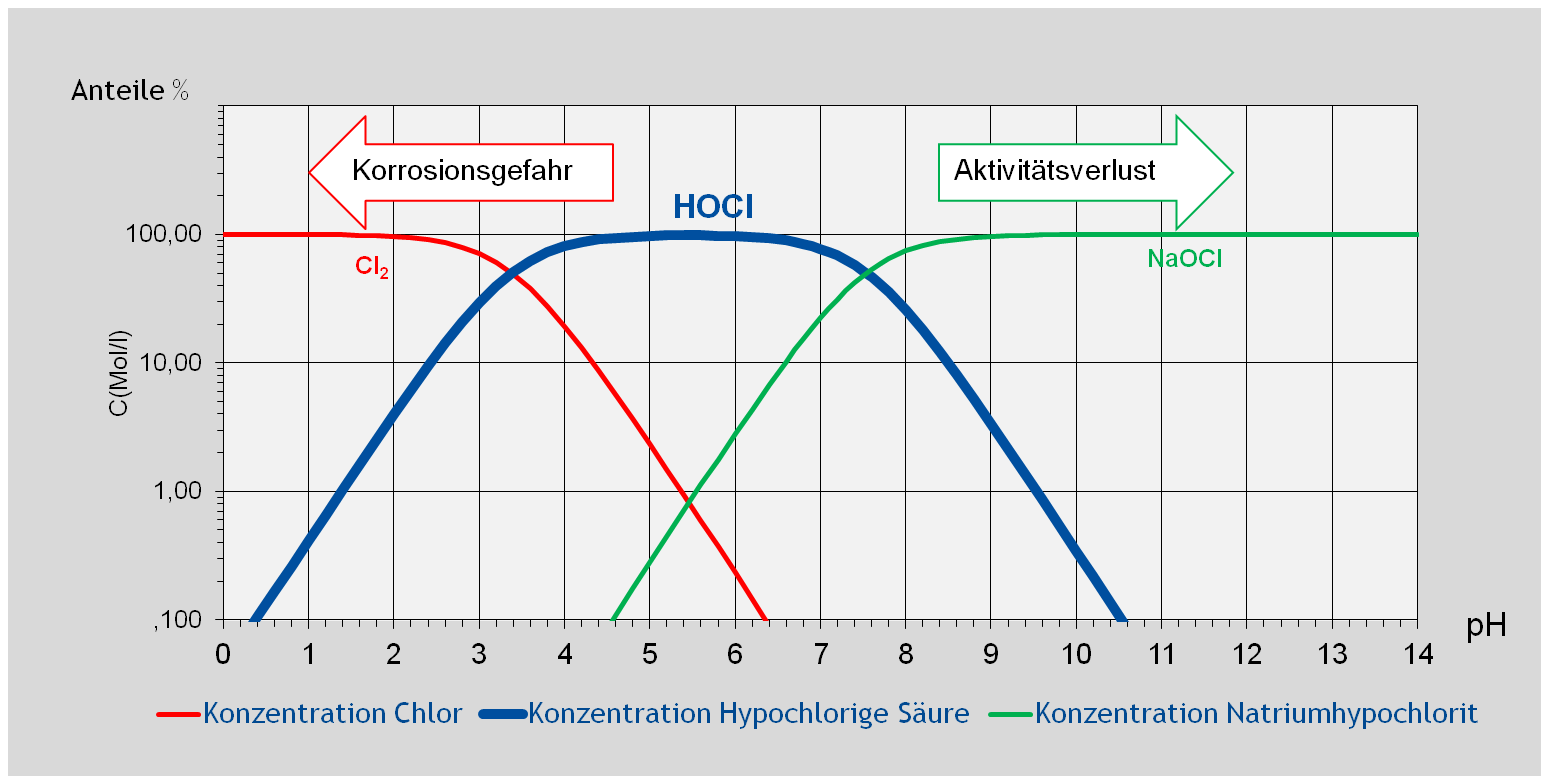 Anteile %
Korrosionsgefahr
Aktivitätsverlust
HOCl
100,00
Cl₂
NaOCl
C(Mol/l)
10,00
1,00
,100
pH
0 1 2 3 4 5 6 7 8 9 10 11 12 13 14
Konzentration Chlor Konzentration Hypochlorige Säure Konzentration Natriumhypochlorit